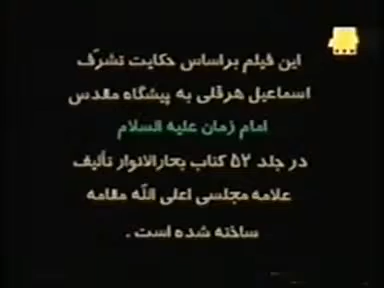 این فیلم براساس حکایت تشرّف
اسماعیل هرقلی به پیشگاه مقدس
امام زمان علیه السلام
در جلد ۵۲ کتاب بحارالانوار تألیف
علامه مجلسی اعلی اللّه مقامه
ساخته شده است .